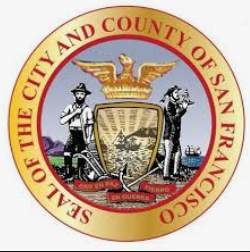 SEAL OF THE CITY AND COUNTY OF SAN FRANCISCO
ORO EN PAZ
FIERRO
EN GUERRA